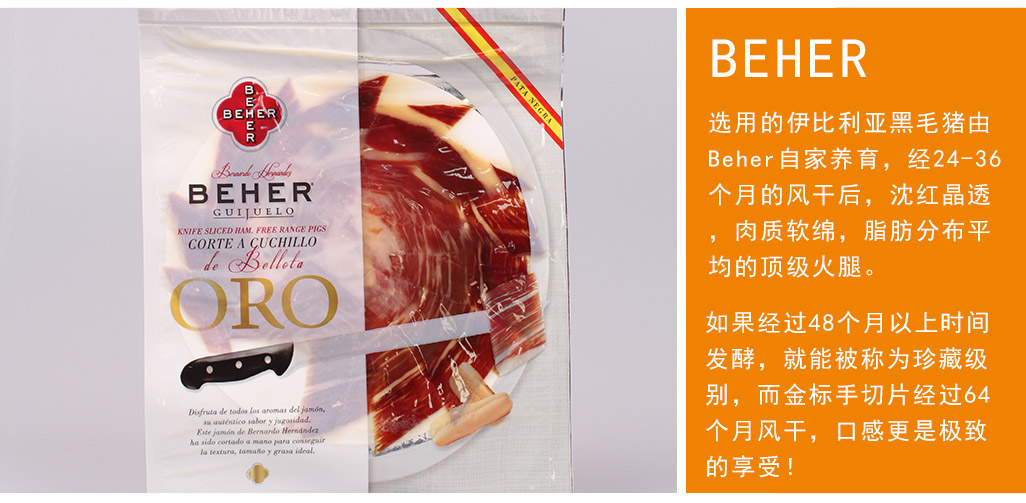 BEHER
BEHER
PATA NEGRA
Bernardo Hernández
BEHER
GUIJUELO
KNIFE SLICED HAM. FREE RANGE PIGS
CORTE A CUCHILLO
de Bellota
ORO
Disfruta de todos los aromas del jamón,
su auténtico sabor y jugosidad.
Este jamón de Bernardo Hernández
ha sido cortado a mano para conseguir
la textura, tamaño y grasa ideal.
BEHER
选用的伊比利亚黑毛猪由
Beher自家养育，经24-36
个月的风干后，沈红晶透
，肉质软绵，脂肪分布平
均的顶级火腿。
如果经过48个月以上时间
发酵，就能被称为珍藏级
别，而金标手切片经过64
个月风干，口感更是极致
的享受！